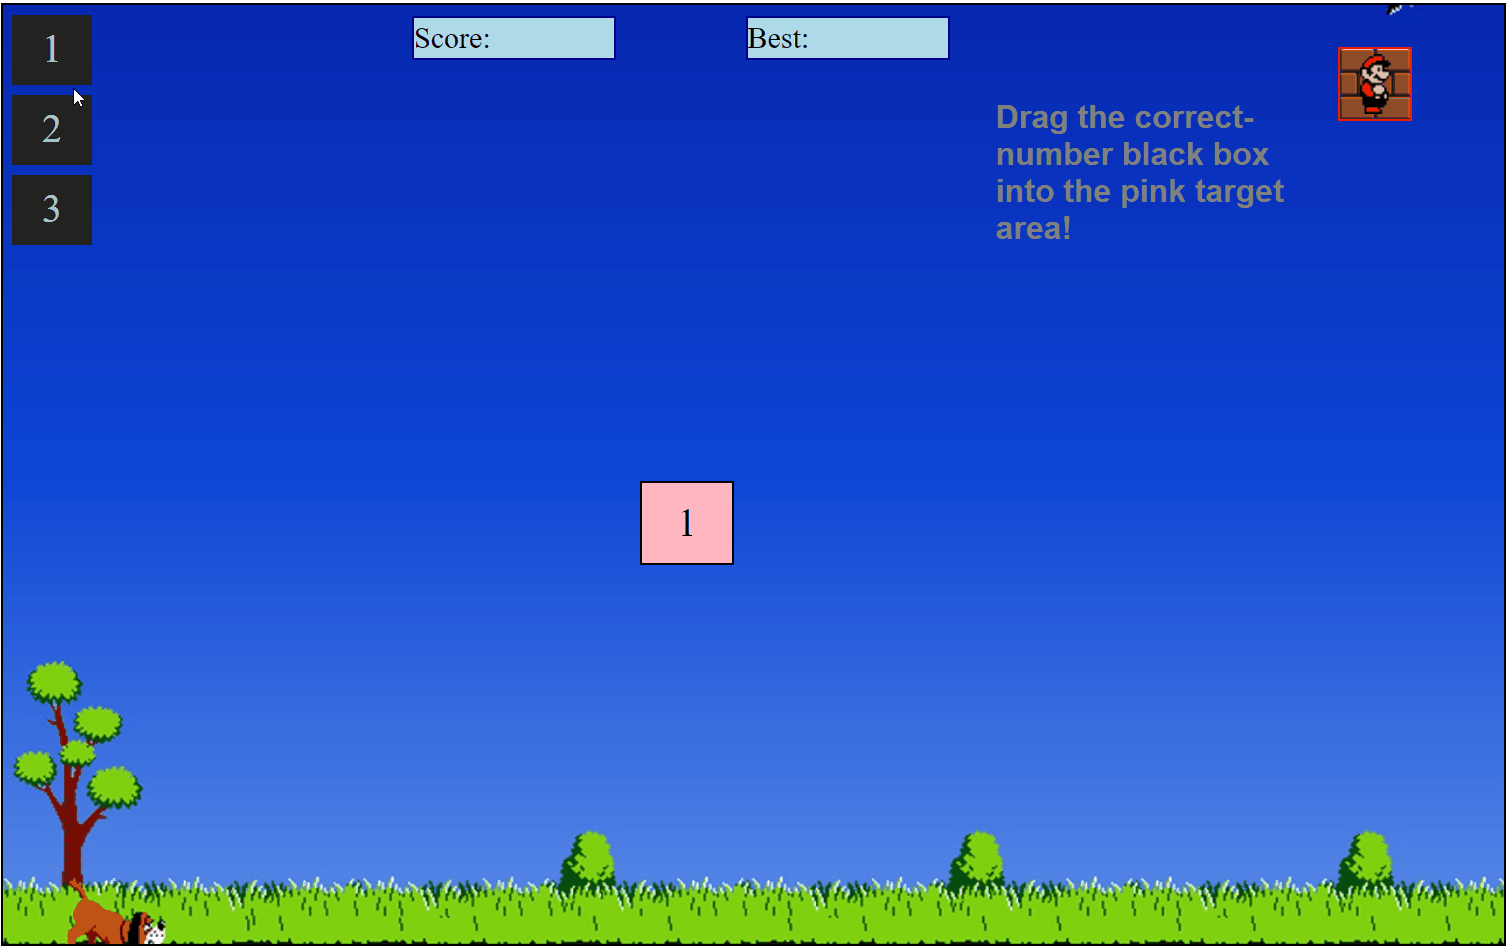 1
Score:
Best:
2
3
Drag the correct-
number black box
into the pink target
area!
1